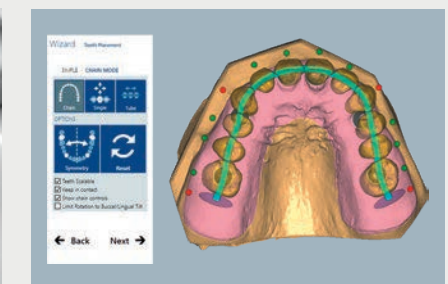 Wizard Teeth Placement
SIMPLE CHAIN MODE
Chain Single Tube
OPTIONS
Symmetry Reset
Teeth Scalable
Keep in contact
Show chain controls
Limit Rotation to Buccal/Lingual Tilt
Back Next